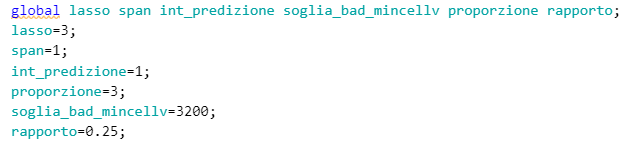 global lasso span int_predizione soglia_bad_mincellv proporzione rapporto;
lasso=3;
span=1;
int_predizione=1;
proporzione=3;
soglia_bad_mincellv=3200;
rapporto=0.25;